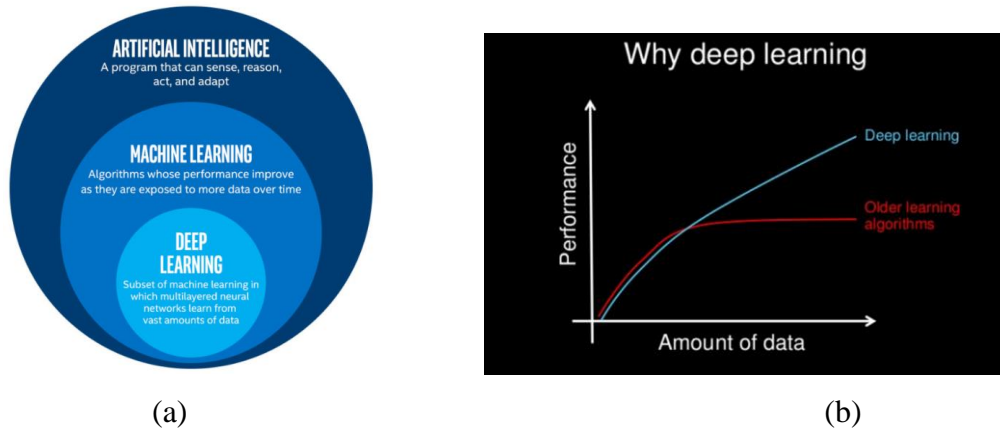 ARTIFICIAL INTELLIGENCE
A program that can sense, reason,
act, and adapt
MACHINE LEARNING
Algorithms whose performance improve
as they are exposed to more data over time
DEEP
LEARNING
Subset of machine learning in
which multilayered neural
networks learn from
vast amounts of data
(a)
Why deep learning
Performance
Deep learning
Older learning
algorithms
Amount of data
(b)